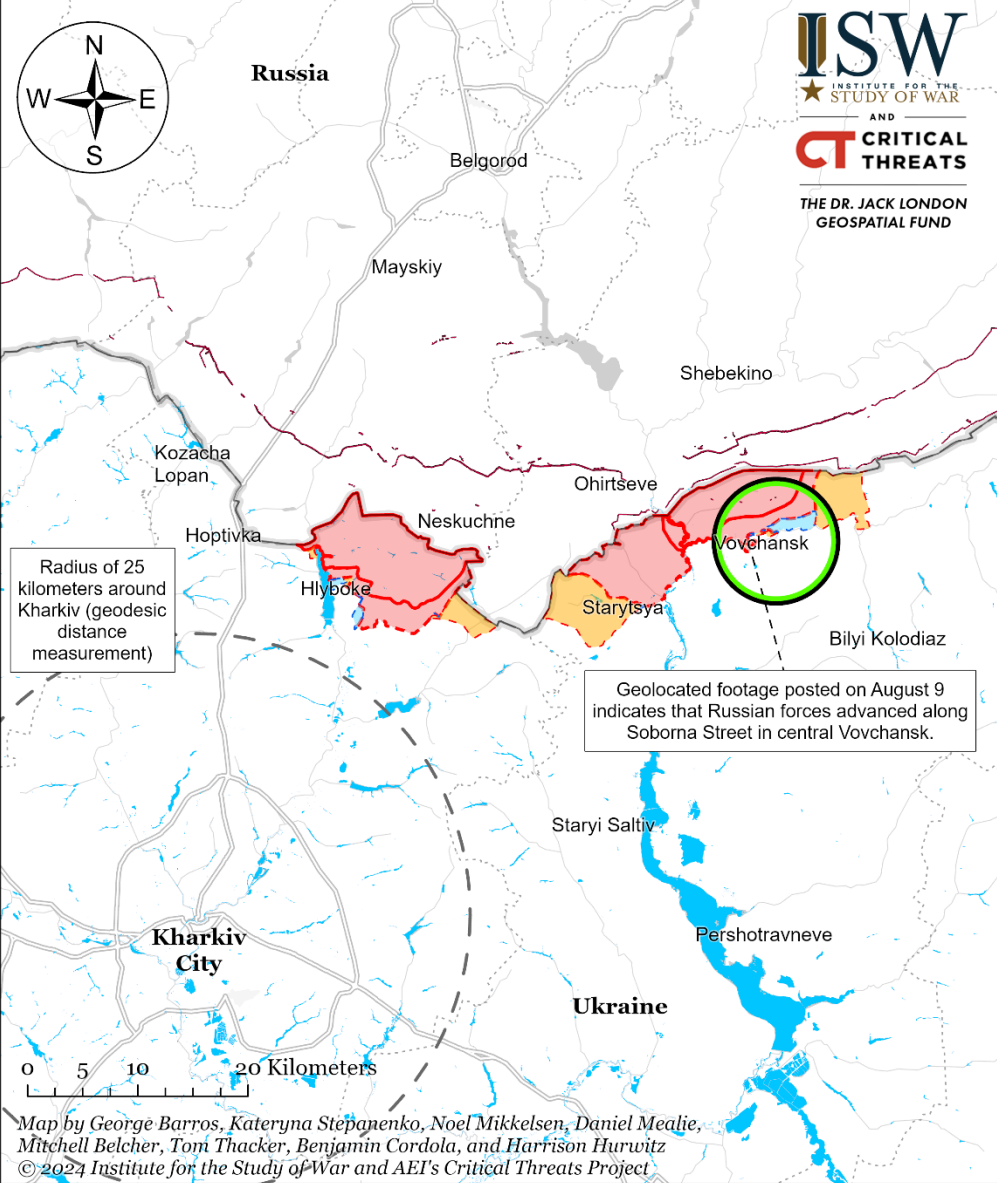 N
W
E
S
Russia
ISW
INSTITUTE FOR THE
STUDY OF WAR
AND
CT CRITICAL
THREATS
THE DR. JACK LONDON
GEOSPATIAL FUND
Belgorod
Mayskiy
Shebekino
Kozacha
Lopan
Ohirtseve
Neskuchne
Hoptivka
Vovchansk
Radius of 25
kilometers around
Kharkiv (geodesic
distance
measurement)
Hlyboke
Starytsya
Bilyi Kolodiaz
Geolocated footage posted on August 9
indicates that Russian forces advanced along
Soborna Street in central Vovchansk.
Staryi Saltiv
Pershotravneve
Kharkiv
City
Ukraine
0 5 10 20 Kilometers
Map by George Barros, Kateryna Stepanenko, Noel Mikkelsen, Daniel Mealie,
Mitchell Belcher, Tom Thacker, Benjamin Cordola, and Harrison Hurwitz
© 2024 Institute for the Study of War and AEI's Critical Threats Project